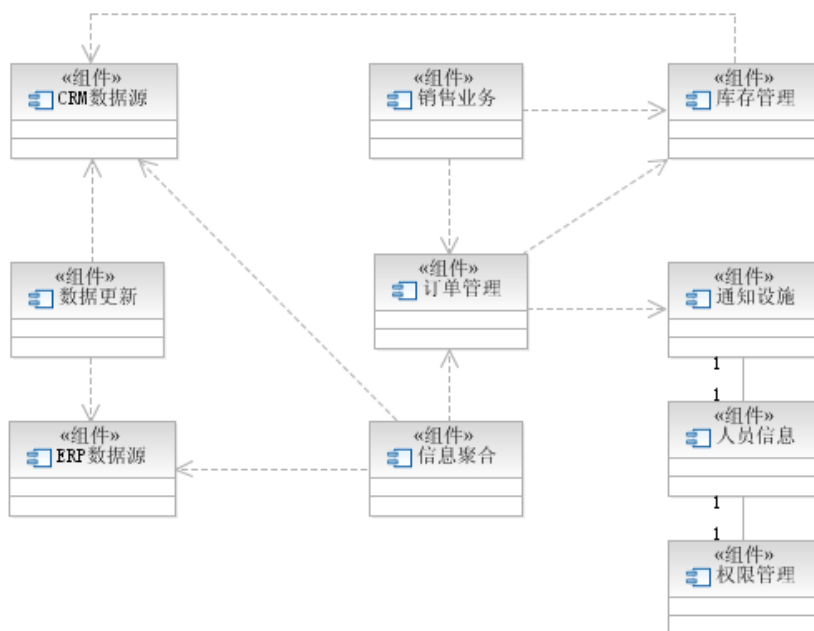 «组件»
CRM数据源
«组件»
销售业务
«组件»
库存管理
«组件»
数据更新
«组件»
订单管理
«组件»
通知设施
1
1
«组件»
ERP数据源
«组件»
信息聚合
«组件»
人员信息
1
1
«组件»
权限管理